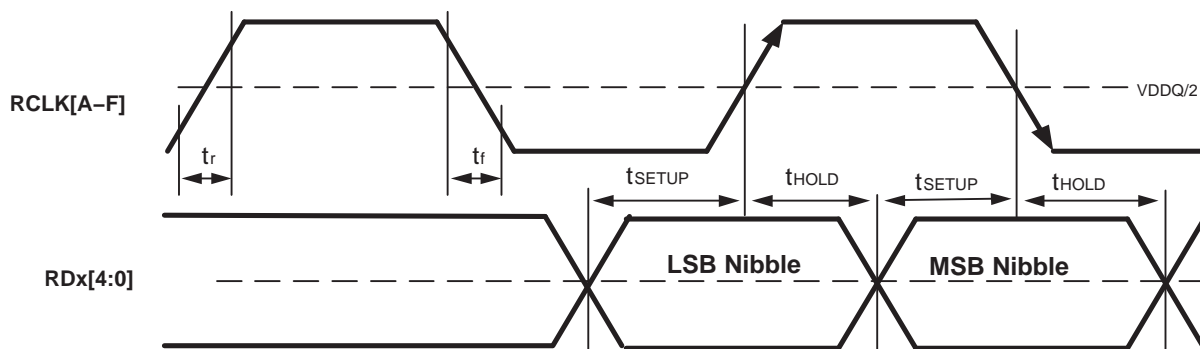 RCLK[A–F]
VDDQ/2
tr
tf
tSETUP
tHOLD
tSETUP
tHOLD
RDx[4:0]
LSB Nibble
MSB Nibble